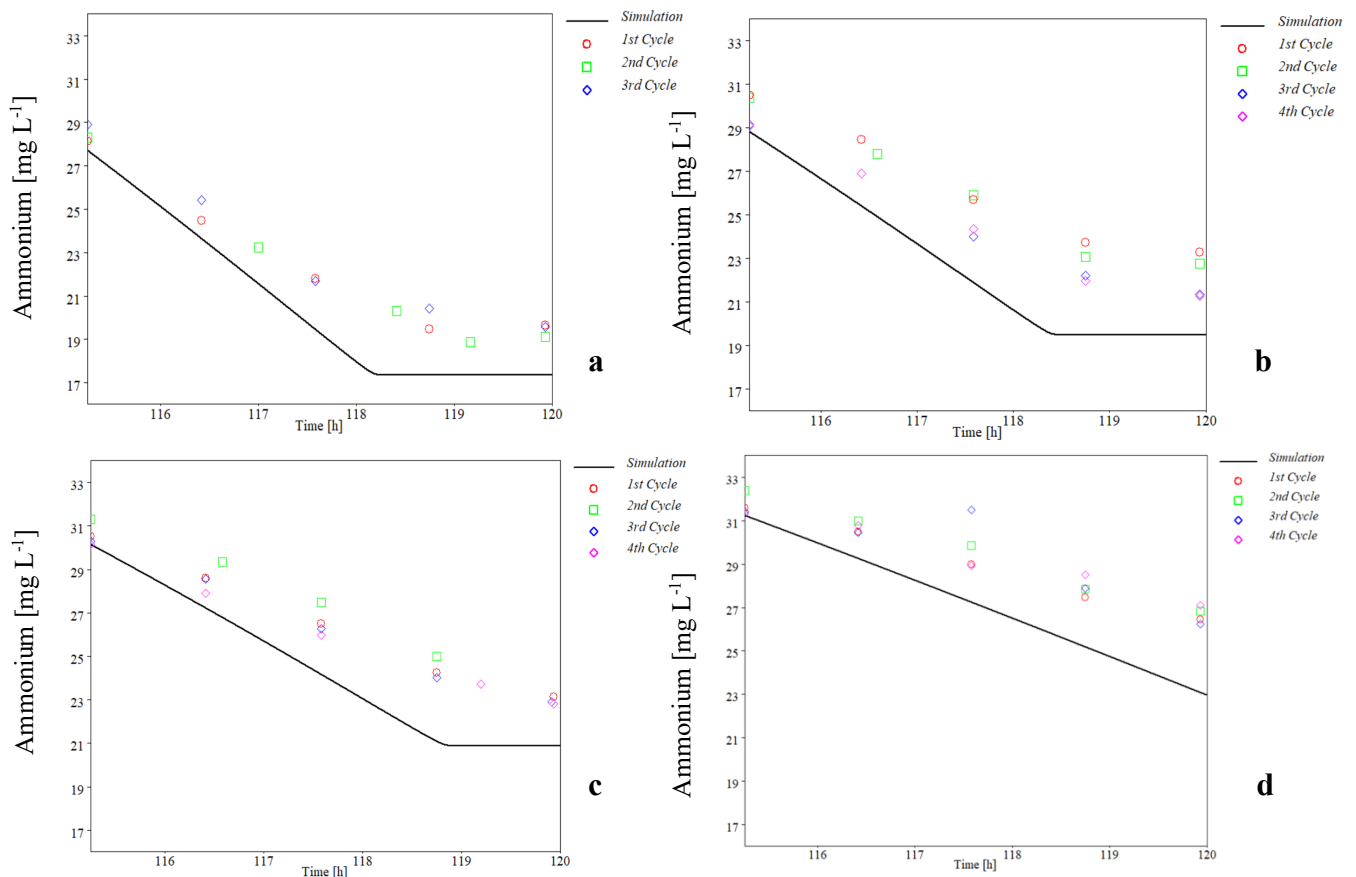 Simulation
1st Cycle
2nd Cycle
3rd Cycle
33
31
29
27
25
23
21
19
17
Ammonium [mg L-1]
116 117 118 119 120
Time [h]
a
Simulation
1st Cycle
2nd Cycle
3rd Cycle
4th Cycle
33
31
29
27
25
23
21
19
17
Ammonium [mg L-1]
116 117 118 119 120
Time [h]
b
Simulation
1st Cycle
2nd Cycle
3rd Cycle
4th Cycle
33
31
29
27
25
23
21
19
17
Ammonium [mg L-1]
116 117 118 119 120
Time [h]
c
Simulation
1st Cycle
2nd Cycle
3rd Cycle
4th Cycle
33
31
29
27
25
23
21
19
17
Ammonium [mg L-1]
116 117 118 119 120
Time [h]
d